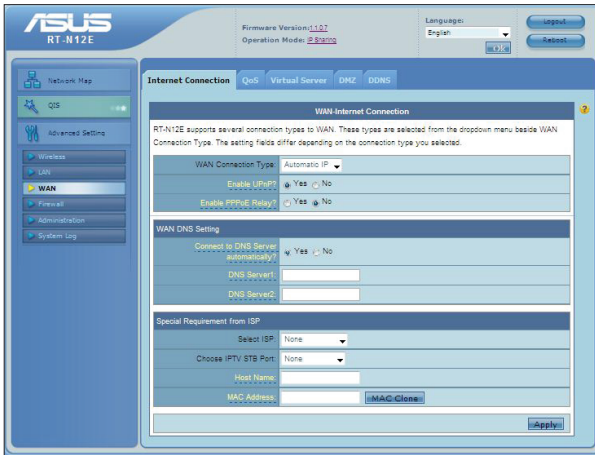 ASUS
RT-N12E
Firmware Version:1.1.0.7
Operation Mode: IP Sharing
Language:
English
OK
Logout
Reboot
Network Map
QIS
Advanced Setting
Wireless
LAN
WAN
Firewall
Administration
System Log
Internet Connection QoS Virtual Server DMZ DDNS
WAN-Internet Connection
RT-N12E supports several connection types to WAN. These types are selected from the dropdown menu beside WAN
Connection Type. The setting fields differ depending on the connection type you selected.
WAN Connection Type: Automatic IP
Enable UPnP? Yes No
Enable PPPoE Relay? Yes No
WAN DNS Setting
Connect to DNS Server
automatically? Yes No
DNS Server1:
DNS Server2:
Special Requirement from ISP
Select ISP: None
Choose IPTV STB Port: None
Host Name:
MAC Address: MAC Clone
Apply